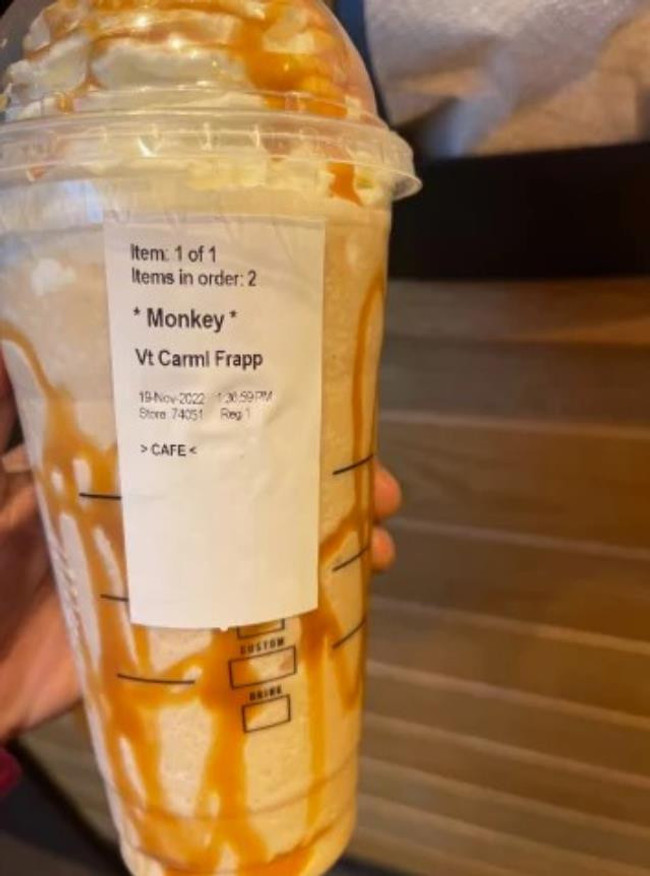 Item: 1 of 1
Items in order: 2
* Monkey *
Vt Carml Frapp
19-Nov-2022 1:36:59 PM
Store: 74051 Reg 1
> CAFE <
CUSTOM
DRINK